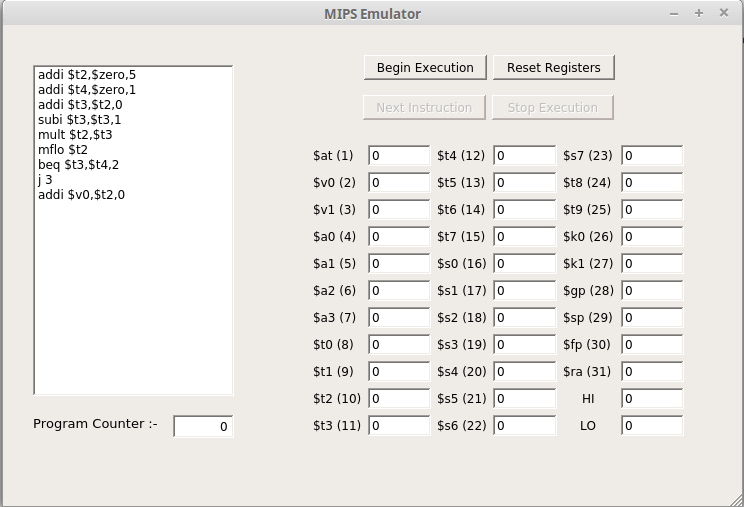 MIPS Emulator
addi $t2,$zero,5
addi $t4,$zero,1
addi $t3,$t2,0
subi $t3,$t3,1
mult $t2,$t3
mflo $t2
beq $t3,$t4,2
j 3
addi $v0,$t2,0
Program Counter :- 0
Begin Execution Reset Registers
Next Instruction Stop Execution
$at (1) 0 $t4 (12) 0 $s7 (23) 0
$v0 (2) 0 $t5 (13) 0 $t8 (24) 0
$v1 (3) 0 $t6 (14) 0 $t9 (25) 0
$a0 (4) 0 $t7 (15) 0 $k0 (26) 0
$a1 (5) 0 $s0 (16) 0 $k1 (27) 0
$a2 (6) 0 $s1 (17) 0 $gp (28) 0
$a3 (7) 0 $s2 (18) 0 $sp (29) 0
$t0 (8) 0 $s3 (19) 0 $fp (30) 0
$t1 (9) 0 $s4 (20) 0 $ra (31) 0
$t2 (10) 0 $s5 (21) 0 HI 0
$t3 (11) 0 $s6 (22) 0 LO 0